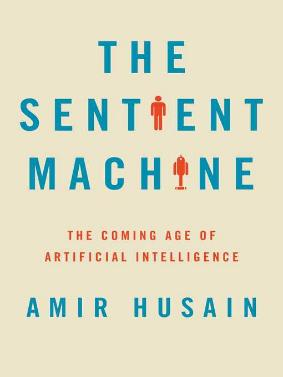 THE
SENTIENT
MACHINE
THE COMING AGE OF
ARTIFICIAL INTELLIGENCE
AMIR HUSAIN